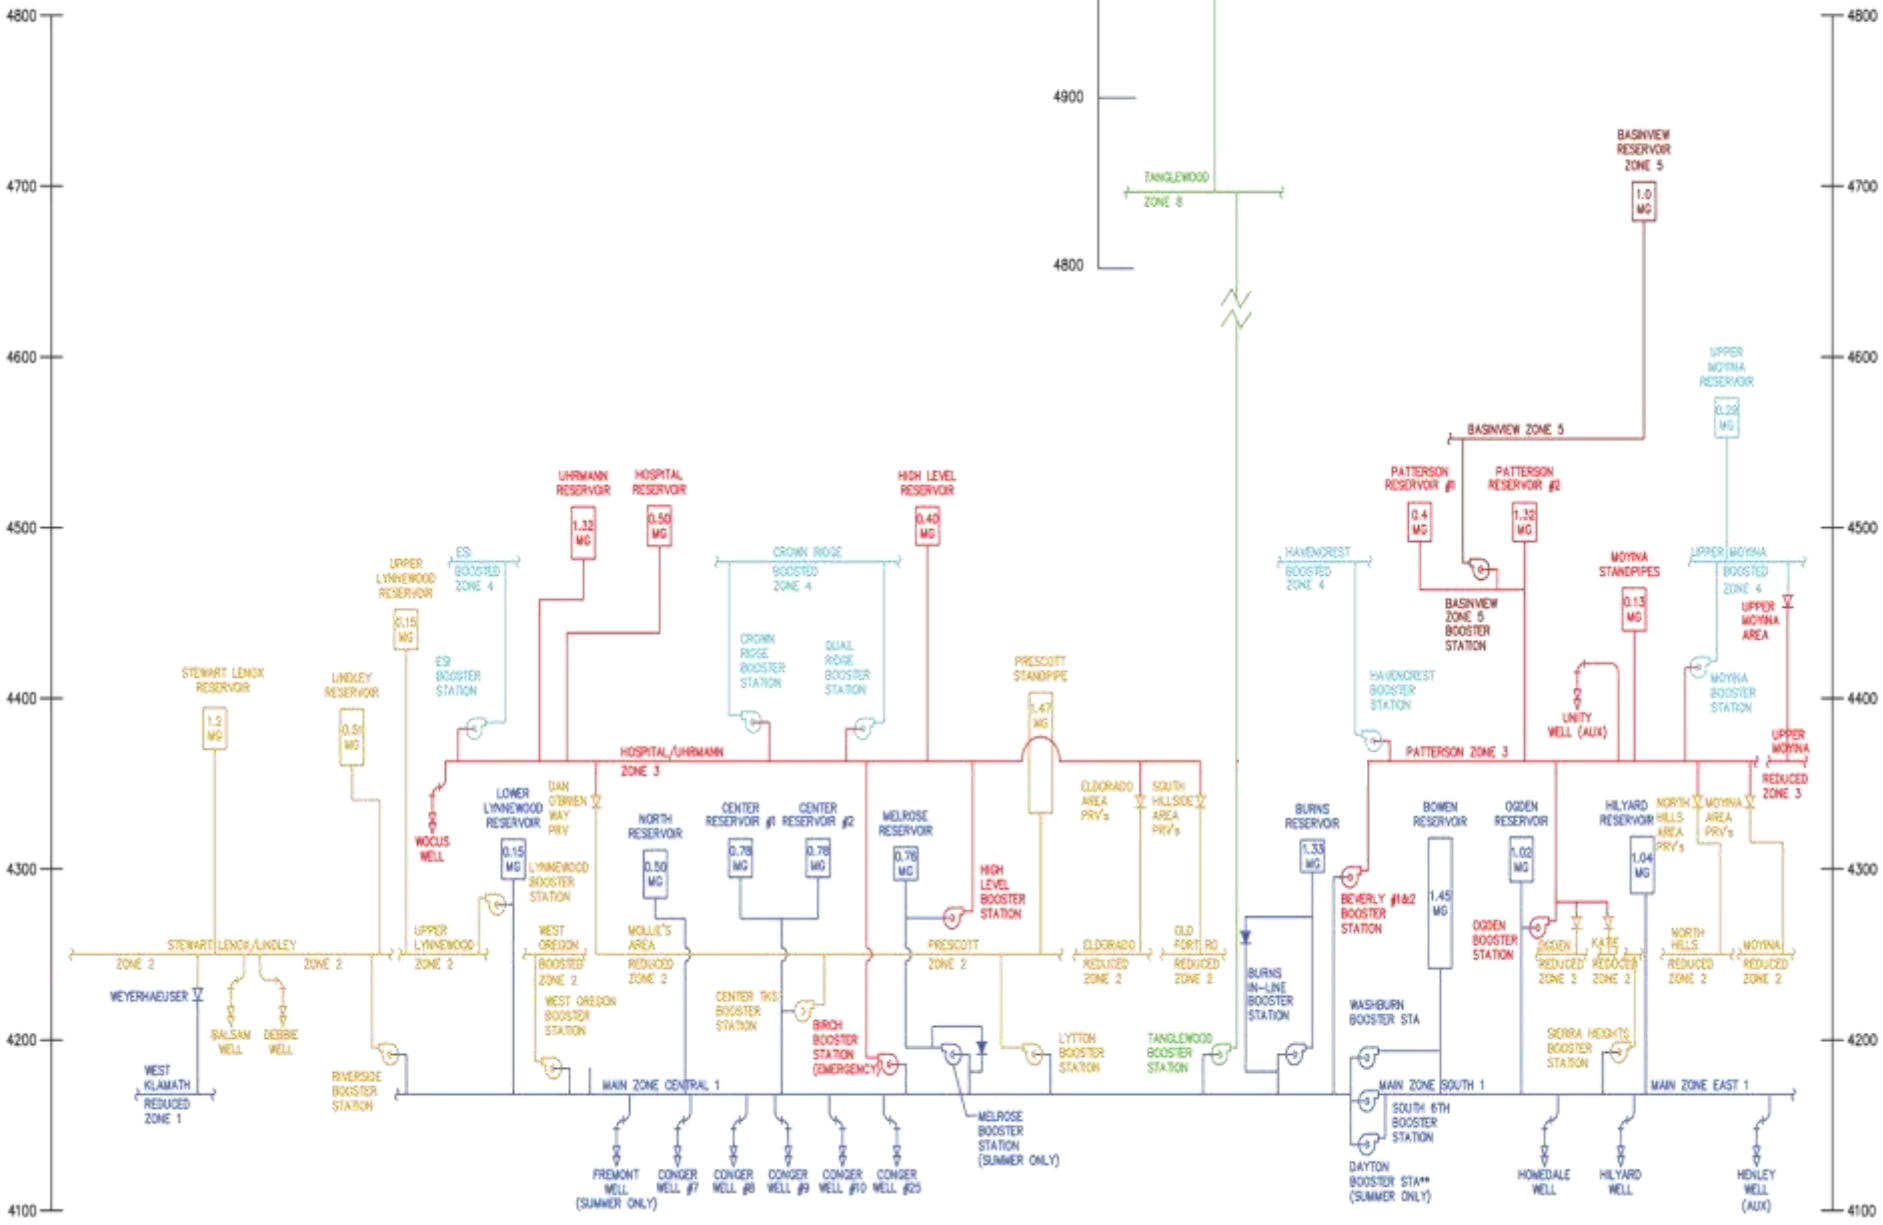 4800
4800
4900
4700
4700
4800
TANGLEWOOD
ZONE 8
BASINVIEW
RESERVOIR
ZONE 5
1.0
MG
4600
4600
UPPER
MOYINA
RESERVOIR
0.29
MG
BASINVIEW ZONE 5
4500
4500
UHRMANN
RESERVOIR
1.32
MG
HOSPITAL
RESERVOIR
0.50
MG
HIGH LEVEL
RESERVOIR
0.40
MG
PATTERSON
RESERVOIR #1
0.4
MG
PATTERSON
RESERVOIR #2
1.32
MG
UPPER
LYNNEWOOD
RESERVOIR
0.15
MG
ESI
BOOSTED
ZONE 4
CROWN RIDGE
BOOSTED
ZONE 4
HAVENCREST
BOOSTED
ZONE 4
MOYINA
STANDPIPES
0.13
MG
UPPER MOYINA
BOOSTED
ZONE 4
UPPER
MOYINA
AREA
BASINVIEW
ZONE 5
BOOSTER
STATION
4400
4400
STEWART LENOX
RESERVOIR
1.2
MG
LINDLEY
RESERVOIR
0.51
MG
ESI
BOOSTER
STATION
CROWN
RIDGE
BOOSTER
STATION
QUAIL
RIDGE
BOOSTER
STATION
PRESCOTT
STANDPIPE
1.47
MG
HAVENCREST
BOOSTER
STATION
UNITY
WELL (AUX)
MOYINA
BOOSTER
STATION
HOSPITAL/UHRMANN
ZONE 3
PATTERSON ZONE 3
UPPER
MOYINA
REDUCED
ZONE 3
WOCUS
WELL
LOWER
LYNNEWOOD
RESERVOIR
0.15
MG
DAN
O'BRIEN
WAY
PRV
NORTH
RESERVOIR
0.50
MG
CENTER
RESERVOIR #1
0.78
MG
CENTER
RESERVOIR #2
0.78
MG
MELROSE
RESERVOIR
0.76
MG
ELDORADO
AREA
PRV's
SOUTH
HILLSIDE
AREA
PRV's
BURNS
RESERVOIR
1.33
MG
BOWEN
RESERVOIR
1.45
MG
OGDEN
RESERVOIR
1.02
MG
HILYARD
RESERVOIR
1.04
MG
NORTH
HILLS
AREA
PRV's
MOYINA
AREA
PRV's
4300
4300
LYNNEWOOD
BOOSTER
STATION
HIGH
LEVEL
BOOSTER
STATION
BEVERLY #1&2
BOOSTER
STATION
OGDEN
BOOSTER
STATION
STEWART LENOX/LINDLEY
ZONE 2
ZONE 2
UPPER
LYNNEWOOD
ZONE 2
WEST
OREGON
BOOSTED
ZONE 2
MOLLIE'S
AREA
REDUCED
ZONE 2
PRESCOTT
ZONE 2
ELDORADO
REDUCED
ZONE 2
OLD
FORT RD
REDUCED
ZONE 2
OGDEN
REDUCED
ZONE 2
KATIE
REDUCED
ZONE 2
NORTH
HILLS
REDUCED
ZONE 2
MOYINA
REDUCED
ZONE 2
WEYERHAEUSER
BALSAM
WELL
DEBBIE
WELL
WEST OREGON
BOOSTER
STATION
CENTER TKS
BOOSTER
STATION
BURNS
IN-LINE
BOOSTER
STATION
WASHBURN
BOOSTER STA
4200
4200
RIVERSIDE
BOOSTER
STATION
BIRCH
BOOSTER
STATION
(EMERGENCY)
LYTTON
BOOSTER
STATION
TANGLEWOOD
BOOSTER
STATION
SIERRA HEIGHTS
BOOSTER
STATION
WEST
KLAMATH
REDUCED
ZONE 1
MAIN ZONE CENTRAL 1
MAIN ZONE SOUTH 1
MAIN ZONE EAST 1
MELROSE
BOOSTER
STATION
(SUMMER ONLY)
SOUTH 6TH
BOOSTER
STATION
FREMONT
WELL
(SUMMER ONLY)
CONGER
WELL #7
CONGER
WELL #8
CONGER
WELL #9
CONGER
WELL #10
CONGER
WELL #25
DAYTON
BOOSTER STA**
(SUMMER ONLY)
HOMEDALE
WELL
HILYARD
WELL
HENLEY
WELL
(AUX)
4100
4100